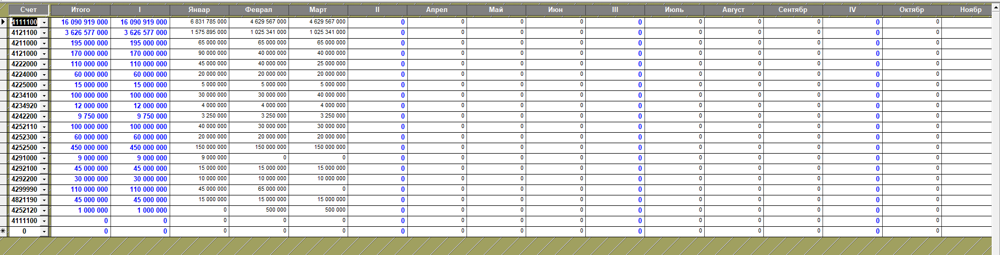 Счет Итого I Январ Феврал Март II Апрел Май Июн III Июль Август Сентябр IV Октябр Ноябр
4111100 16 090 919 000 16 090 919 000 6 831 785 000 4 629 567 000 4 629 567 000 0 0 0 0 0 0 0 0 0 0
4121100 3 626 577 000 3 626 577 000 1 575 895 000 1 025 341 000 1 025 341 000 0 0 0 0 0 0 0 0 0 0
4211000 195 000 000 195 000 000 65 000 000 65 000 000 65 000 000 0 0 0 0 0 0 0 0 0 0
4121000 170 000 000 170 000 000 90 000 000 40 000 000 40 000 000 0 0 0 0 0 0 0 0 0 0
4222000 110 000 000 110 000 000 45 000 000 40 000 000 25 000 000 0 0 0 0 0 0 0 0 0 0
4224000 60 000 000 60 000 000 20 000 000 20 000 000 20 000 000 0 0 0 0 0 0 0 0 0 0
4225000 15 000 000 15 000 000 5 000 000 5 000 000 5 000 000 0 0 0 0 0 0 0 0 0 0
4234100 100 000 000 100 000 000 30 000 000 30 000 000 40 000 000 0 0 0 0 0 0 0 0 0 0
4234920 12 000 000 12 000 000 4 000 000 4 000 000 4 000 000 0 0 0 0 0 0 0 0 0 0
4242200 9 750 000 9 750 000 3 250 000 3 250 000 3 250 000 0 0 0 0 0 0 0 0 0 0
4252110 100 000 000 100 000 000 40 000 000 30 000 000 30 000 000 0 0 0 0 0 0 0 0 0 0
4252300 60 000 000 60 000 000 20 000 000 20 000 000 20 000 000 0 0 0 0 0 0 0 0 0 0
4252500 450 000 000 450 000 000 150 000 000 150 000 000 150 000 000 0 0 0 0 0 0 0 0 0 0
4291000 9 000 000 9 000 000 9 000 000 0 0 0 0 0 0 0 0 0 0 0 0
4292100 45 000 000 45 000 000 15 000 000 15 000 000 15 000 000 0 0 0 0 0 0 0 0 0 0
4292200 30 000 000 30 000 000 10 000 000 10 000 000 10 000 000 0 0 0 0 0 0 0 0 0 0
4299990 110 000 000 110 000 000 45 000 000 65 000 000 0 0 0 0 0 0 0 0 0 0 0
4821190 45 000 000 45 000 000 15 000 000 15 000 000 15 000 000 0 0 0 0 0 0 0 0 0 0
4252120 1 000 000 1 000 000 0 500 000 500 000 0 0 0 0 0 0 0 0 0 0
4111100 0 0 0 0 0 0 0 0 0 0 0 0 0 0 0
0 0 0 0 0 0 0 0 0 0 0 0 0 0 0 0